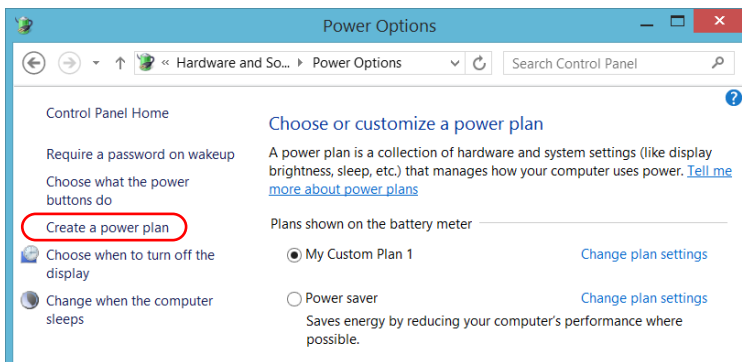 Power Options
« Hardware and So... Power Options
Search Control Panel
Control Panel Home
Require a password on wakeup
Choose what the power
buttons do
Create a power plan
Choose when to turn off the
display
Change when the computer
sleeps
?
Choose or customize a power plan
A power plan is a collection of hardware and system settings (like display
brightness, sleep, etc.) that manages how your computer uses power. Tell me
more about power plans
Plans shown on the battery meter
My Custom Plan 1 Change plan settings
Power saver Change plan settings
Saves energy by reducing your computer's performance where
possible.